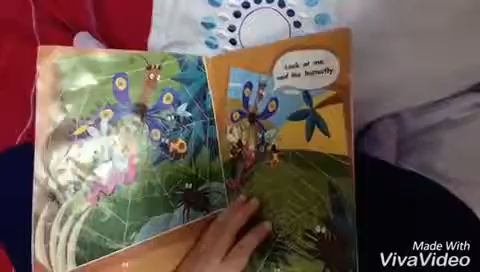 Look at me,
said the butterfly.
Made With
VivaVideo